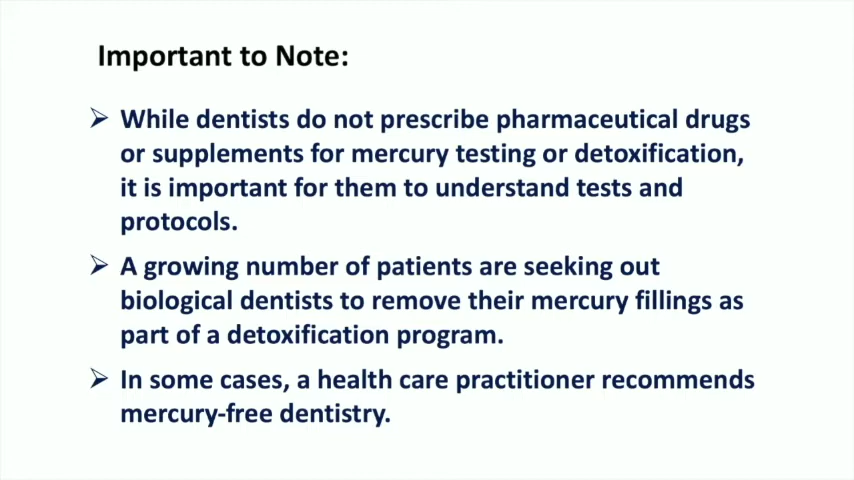 Important to Note:
➢ While dentists do not prescribe pharmaceutical drugs
or supplements for mercury testing or detoxification,
it is important for them to understand tests and
protocols.
➢ A growing number of patients are seeking out
biological dentists to remove their mercury fillings as
part of a detoxification program.
➢ In some cases, a health care practitioner recommends
mercury-free dentistry.